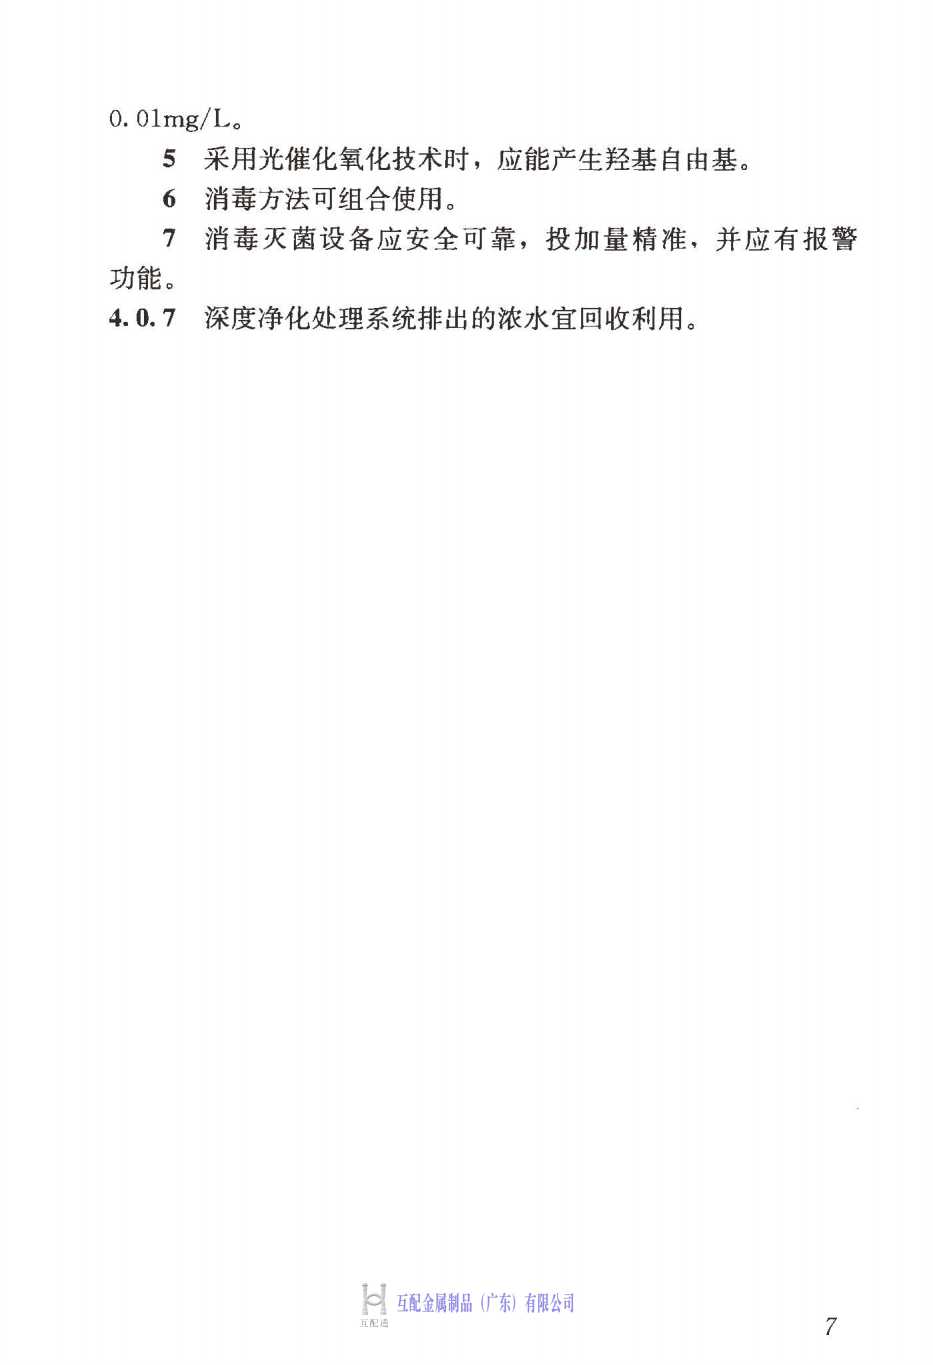 0.01mg/L。
5 采用光催化氧化技术时，应能产生羟基自由基。
6 消毒方法可组合使用。
7 消毒灭菌设备应安全可靠，投加量精准，并应有报警
功能。
4.0.7 深度净化处理系统排出的浓水宜回收利用。
互配金属制品（广东）有限公司
互配通
7